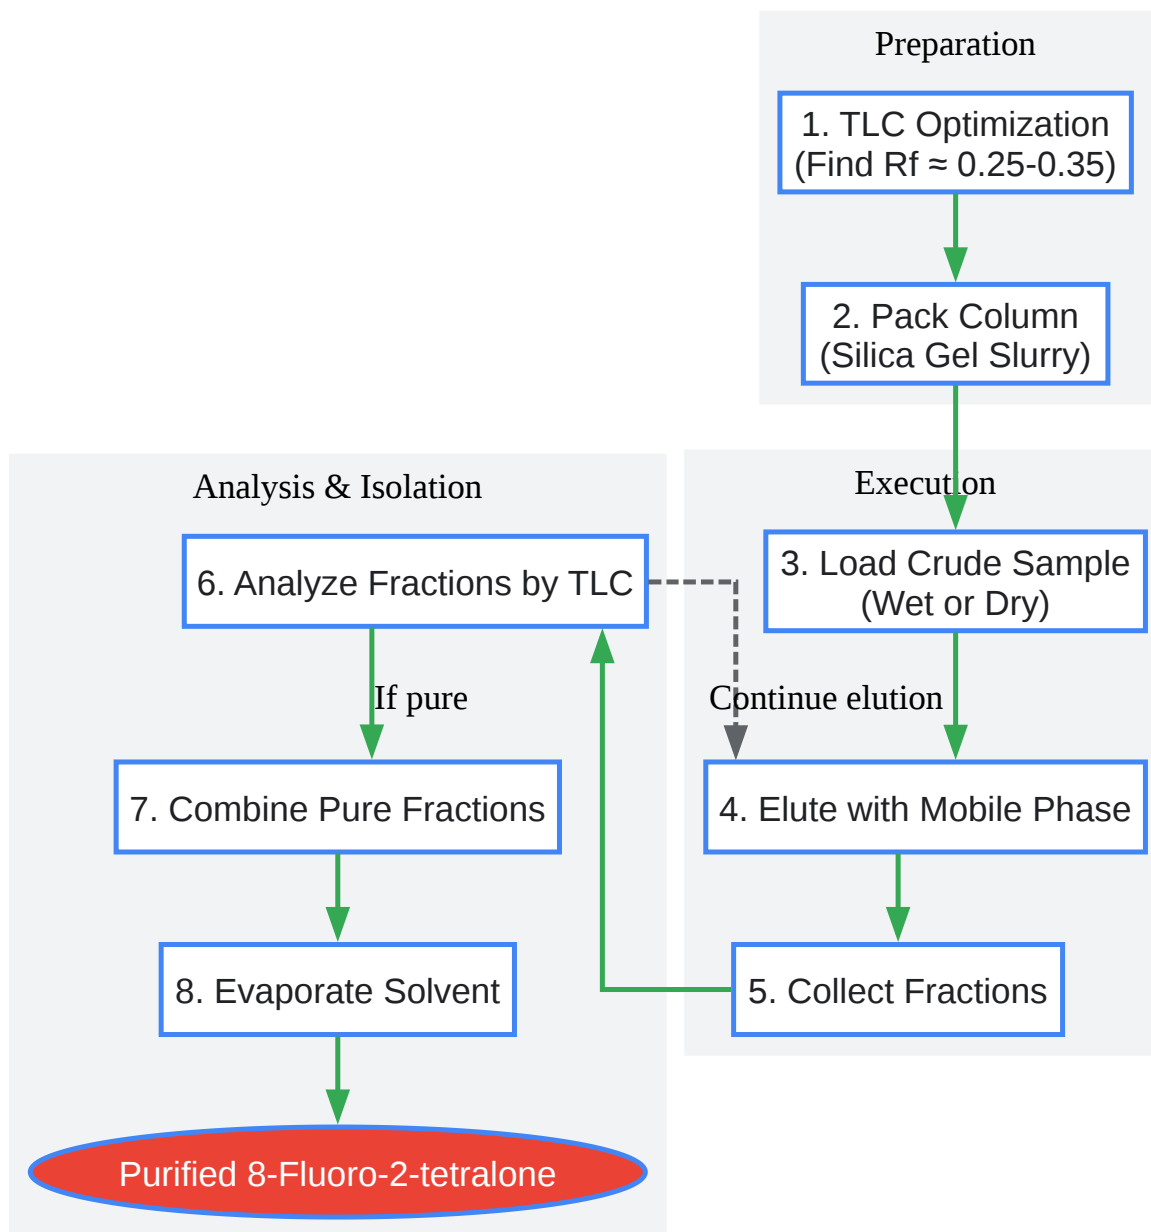 Preparation
1. TLC Optimization
(Find Rf ≈ 0.25-0.35)
2. Pack Column
(Silica Gel Slurry)
Execution
3. Load Crude Sample
(Wet or Dry)
Continue elution
4. Elute with Mobile Phase
5. Collect Fractions
Analysis & Isolation
6. Analyze Fractions by TLC
If pure
7. Combine Pure Fractions
8. Evaporate Solvent
Purified 8-Fluoro-2-tetralone